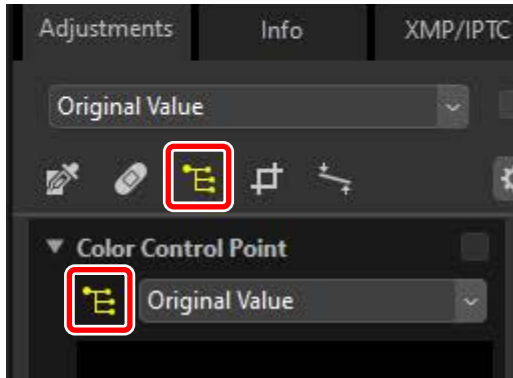 Adjustments Info XMP/IPTC
Original Value
Color Control Point
Original Value